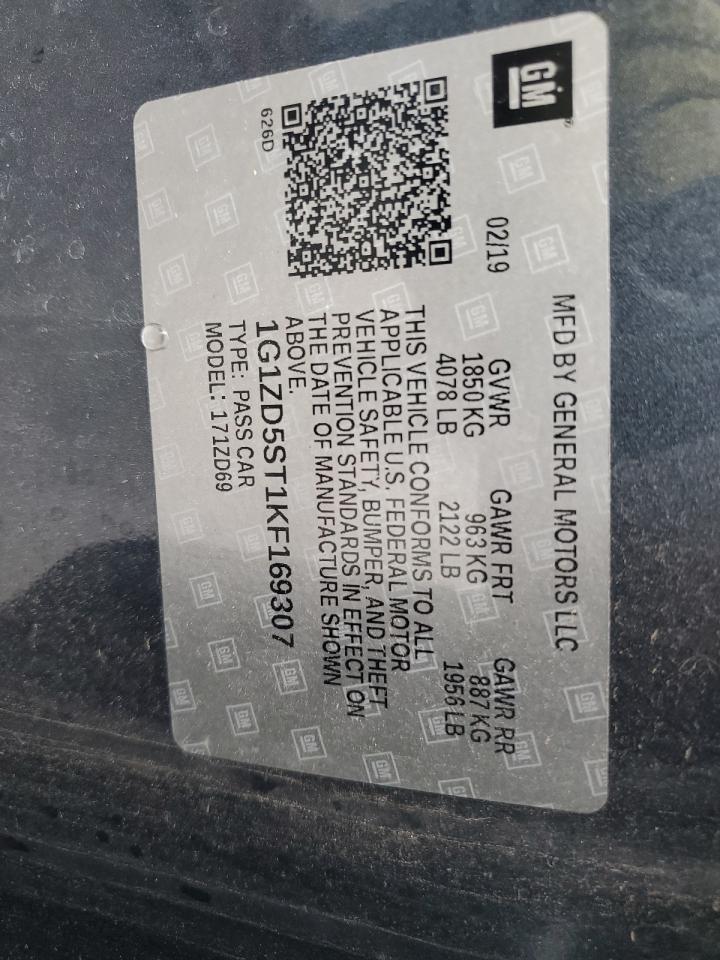 GM
MFD BY GENERAL MOTORS LLC
02/19
GVWR GAWR FRT GAWR RR
1850 KG 963 KG 887 KG
4078 LB 2122 LB 1956 LB
THIS VEHICLE CONFORMS TO ALL
APPLICABLE U.S. FEDERAL MOTOR
VEHICLE SAFETY, BUMPER, AND THEFT
PREVENTION STANDARDS IN EFFECT ON
THE DATE OF MANUFACTURE SHOWN
ABOVE.
626D
1G1ZD5ST1KF169307
TYPE: PASS CAR
MODEL: 171ZD69